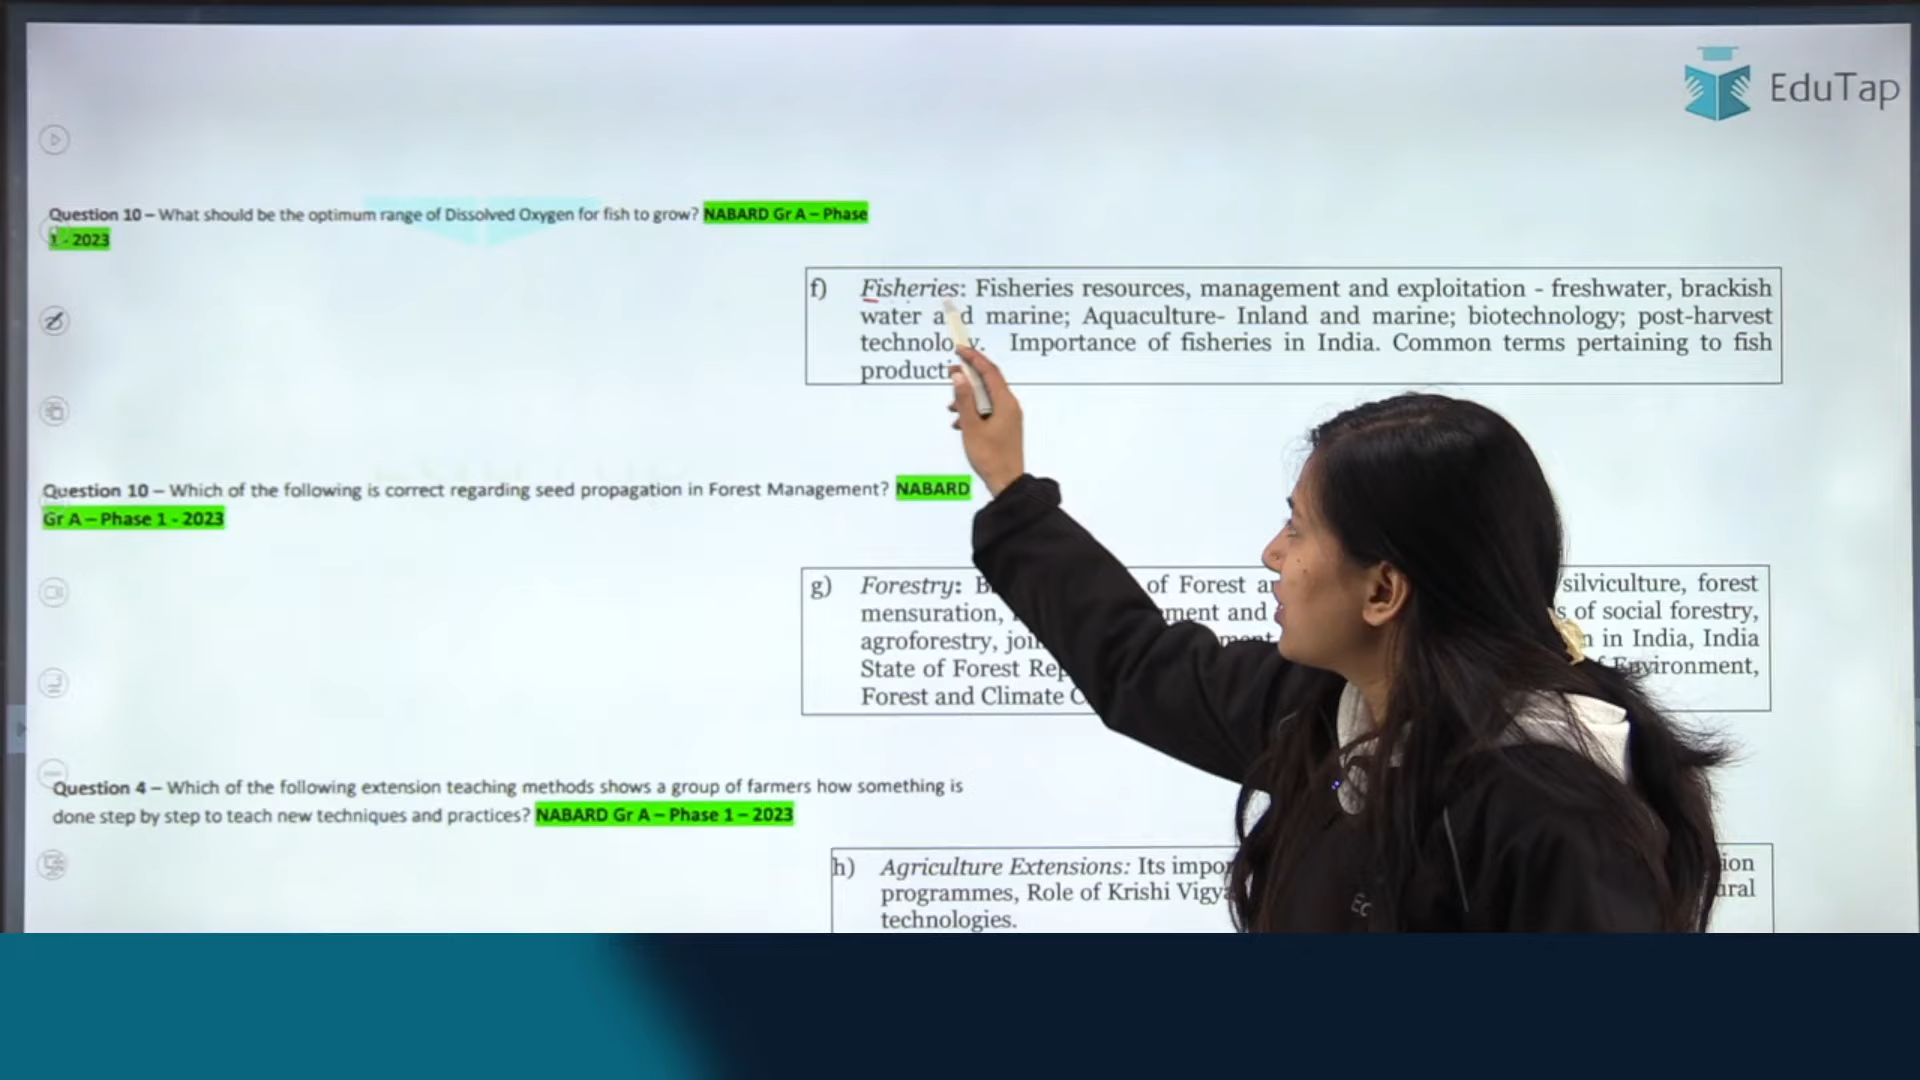 EduTap
Question 10 – What should be the optimum range of Dissolved Oxygen for fish to grow? NABARD Gr A – Phase
1 - 2023
f) Fisheries: Fisheries resources, management and exploitation - freshwater, brackish
water and marine; Aquaculture- Inland and marine; biotechnology; post-harvest
technology. Importance of fisheries in India. Common terms pertaining to fish
producti
Question 10 – Which of the following is correct regarding seed propagation in Forest Management? NABARD
Gr A – Phase 1 - 2023
g) Forestry: of Forest silviculture, forest
mensuration, and of social forestry,
agroforestry, in India, India
State of Forest Environment,
Forest and Climate
Question 4 – Which of the following extension teaching methods shows a group of farmers how something is
done step by step to teach new techniques and practices? NABARD Gr A – Phase 1 – 2023
h) Agriculture Extensions: Its
programmes, Role of Krishi
technologies.